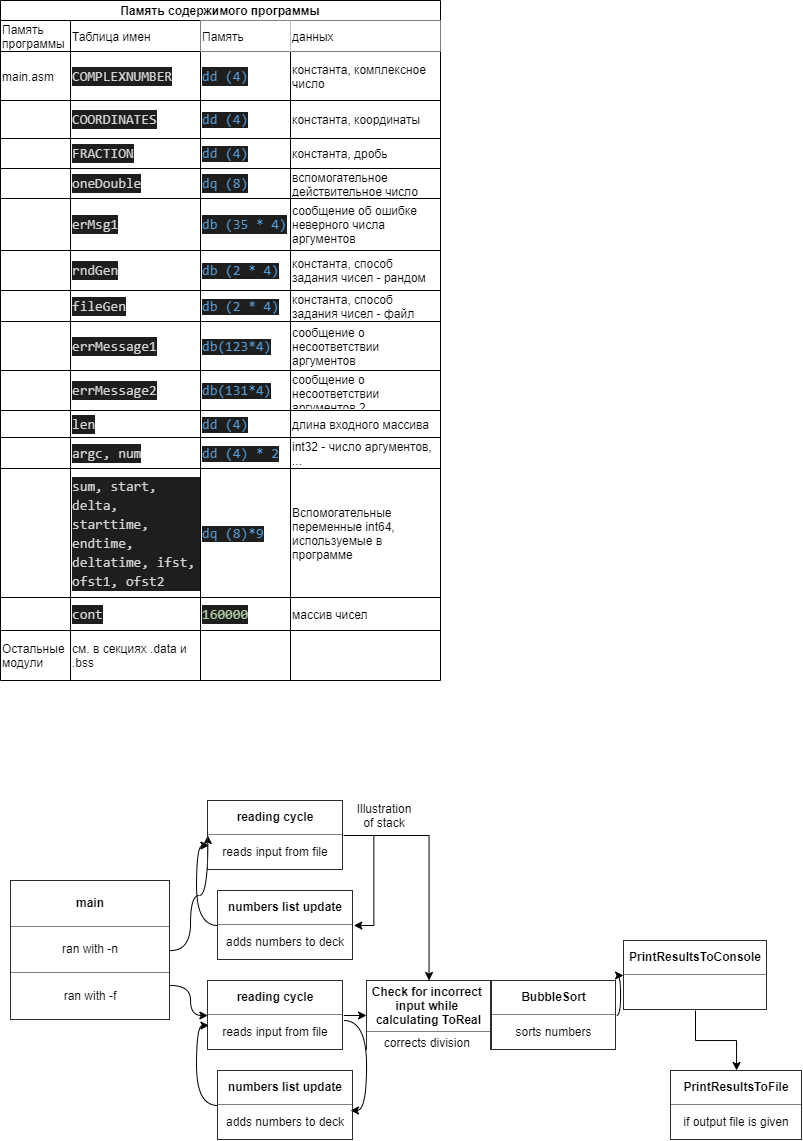 Память содержимого программы
Память
программы
Таблица имен
Память
данных
main.asm
COMPLEXNUMBER
dd (4)
константа, комплексное
число
COORDINATES
dd (4)
константа, координаты
FRACTION
dd (4)
константа, дробь
oneDouble
dq (8)
вспомогательное
действительное число
erMsg1
db (35 * 4)
сообщение об ошибке
неверного числа
аргументов
rndGen
db (2 * 4)
константа, способ
задания чисел - рандом
fileGen
db (2 * 4)
константа, способ
задания чисел - файл
errMessage1
db(123*4)
сообщение о
несоответствии
аргументов
errMessage2
db(131*4)
сообщение о
несоответствии
аргументов 2
len
dd (4)
длина входного массива
argc, num
dd (4) * 2
int32 - число аргументов,
...
sum, start,
delta,
starttime,
endtime,
deltatime, ifst,
ofst1, ofst2
dq (8)*9
Вспомогательные
переменные int64,
используемые в
программе
cont
160000
массив чисел
Остальные
модули
см. в секциях .data и
.bss
reading cycle
reads input from file
Illustration
of stack
main
ran with -n
ran with -f
numbers list update
adds numbers to deck
reading cycle
reads input from file
Check for incorrect
input while
calculating ToReal
corrects division
BubbleSort
sorts numbers
PrintResultsToConsole
numbers list update
adds numbers to deck
PrintResultsToFile
if output file is given